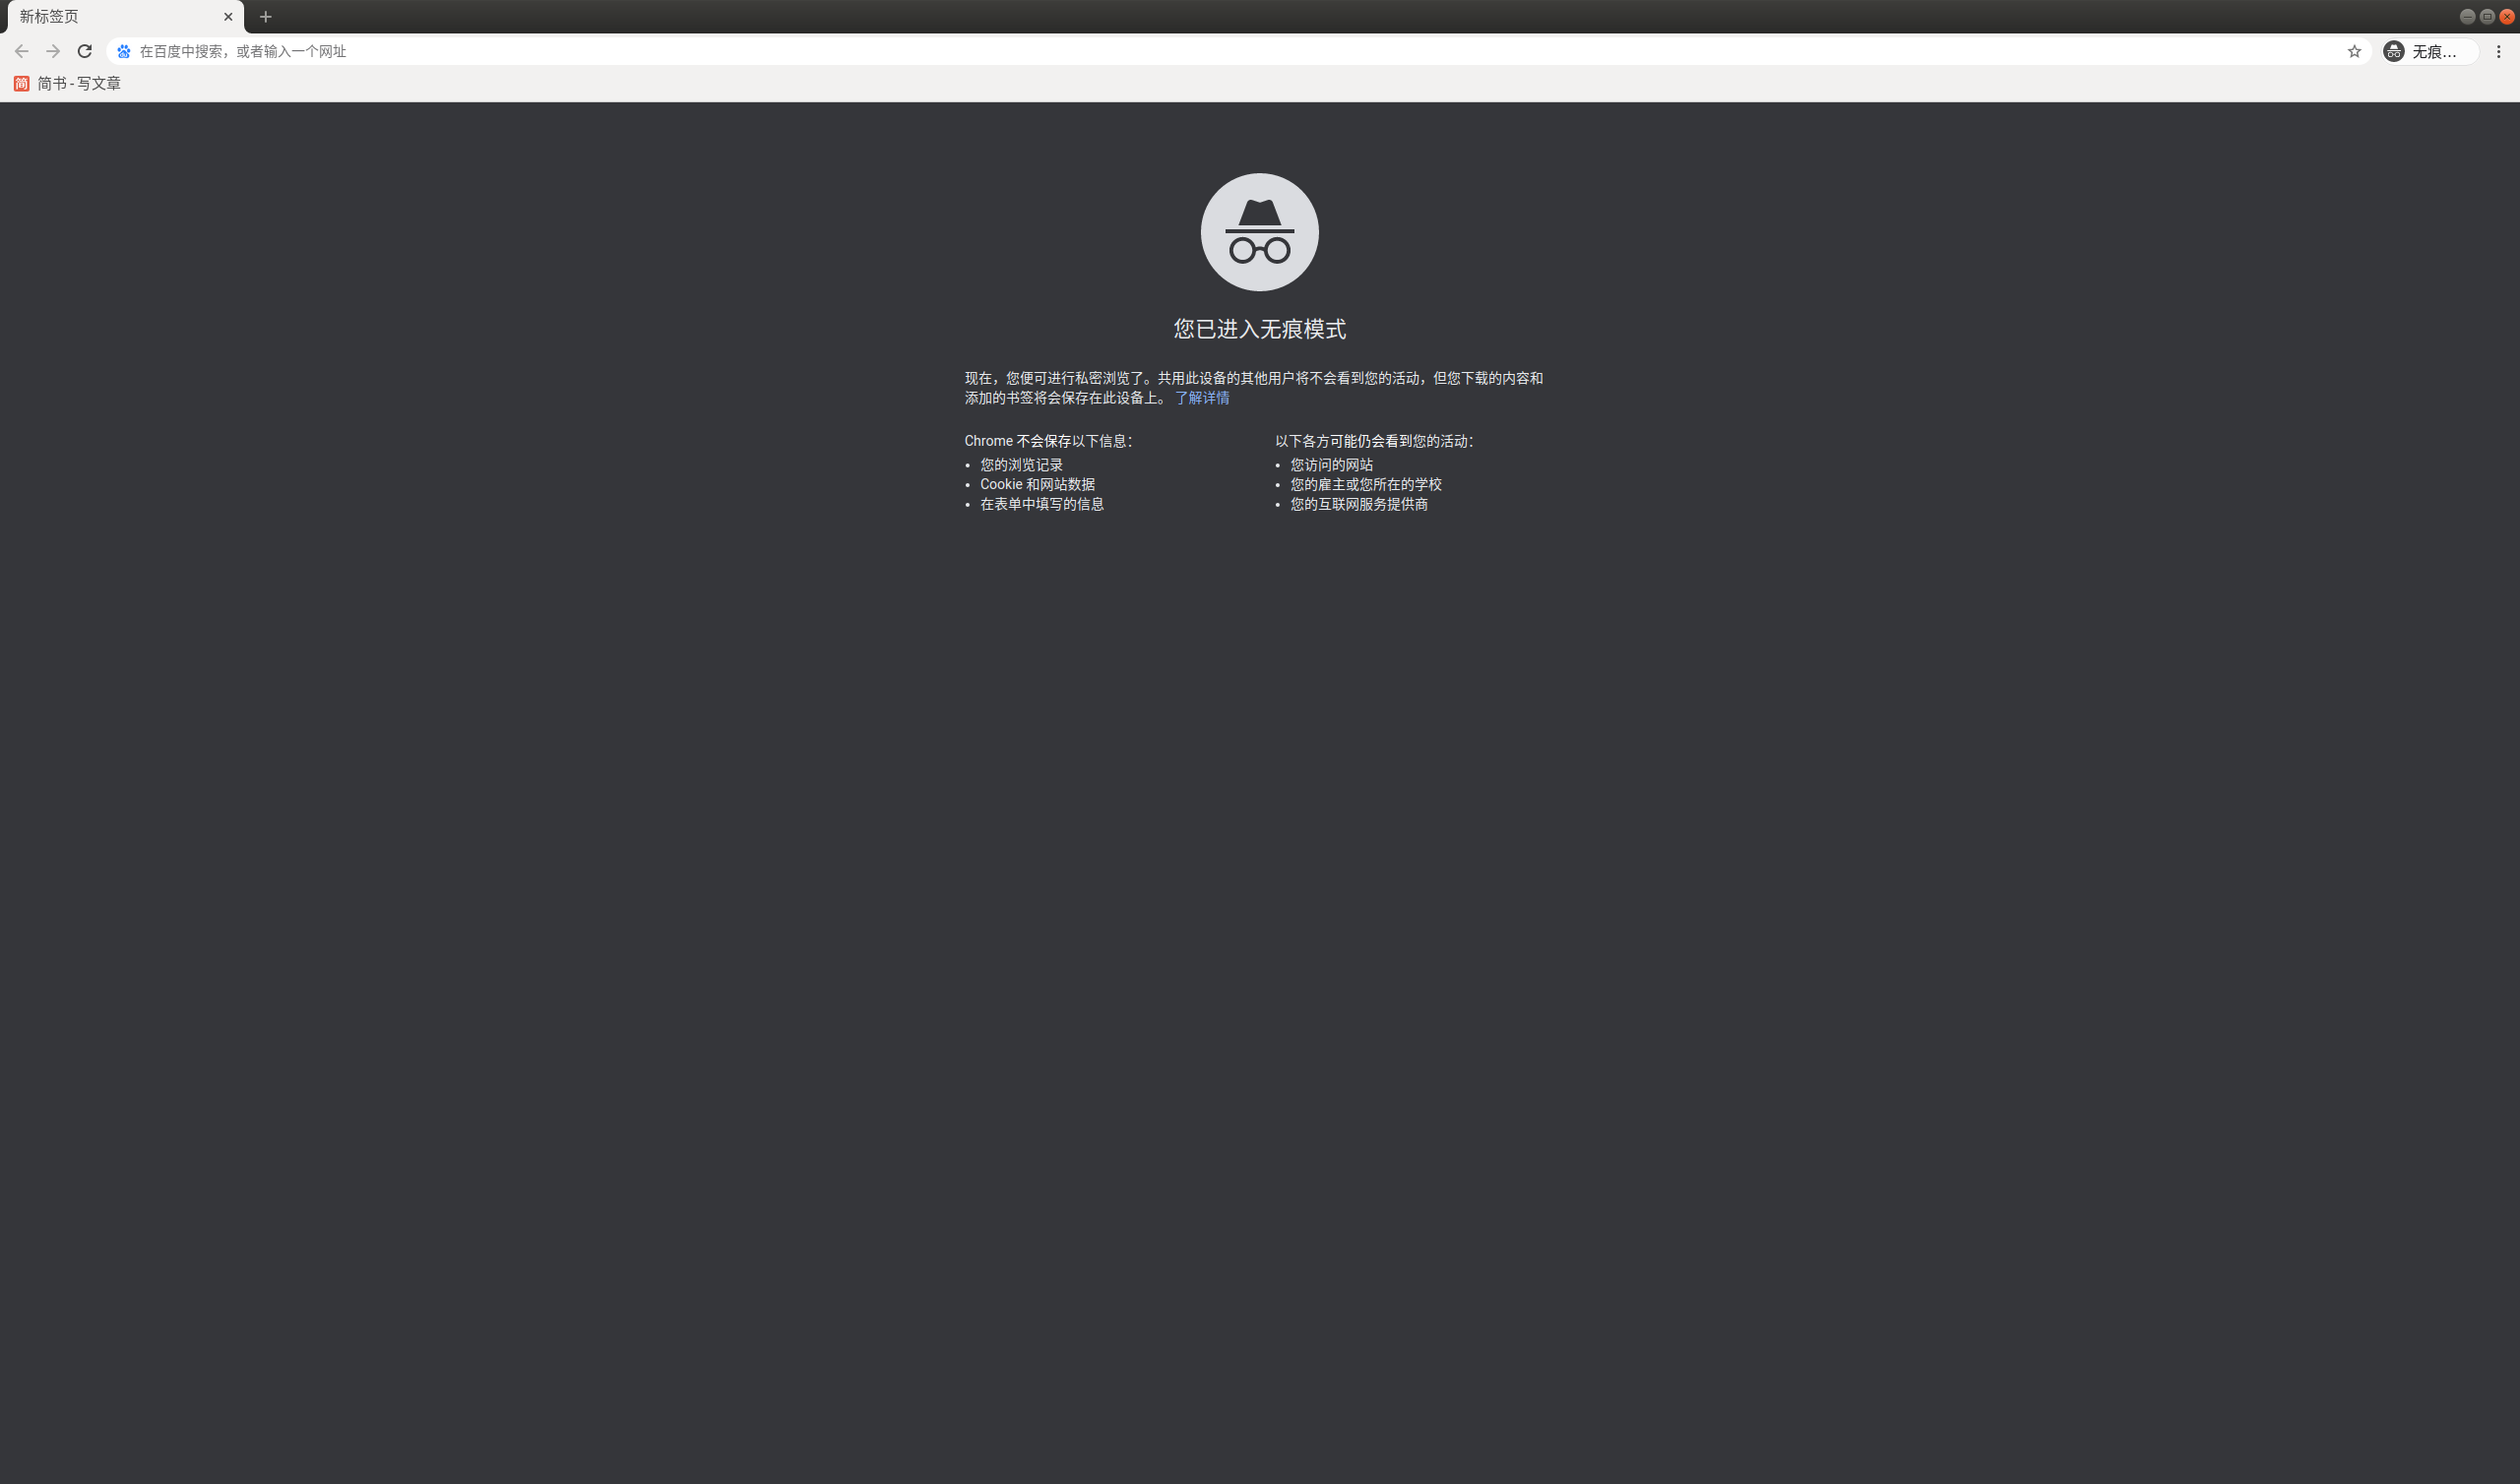 新标签页
在百度中搜索，或者输入一个网址
无痕...
简 简书 - 写文章
您已进入无痕模式
现在，您便可进行私密浏览了。共用此设备的其他用户将不会看到您的活动，但您下载的内容和
添加的书签将会保存在此设备上。 了解详情
Chrome 不会保存以下信息：
您的浏览记录
Cookie 和网站数据
在表单中填写的信息
以下各方可能仍会看到您的活动：
您访问的网站
您的雇主或您所在的学校
您的互联网服务提供商